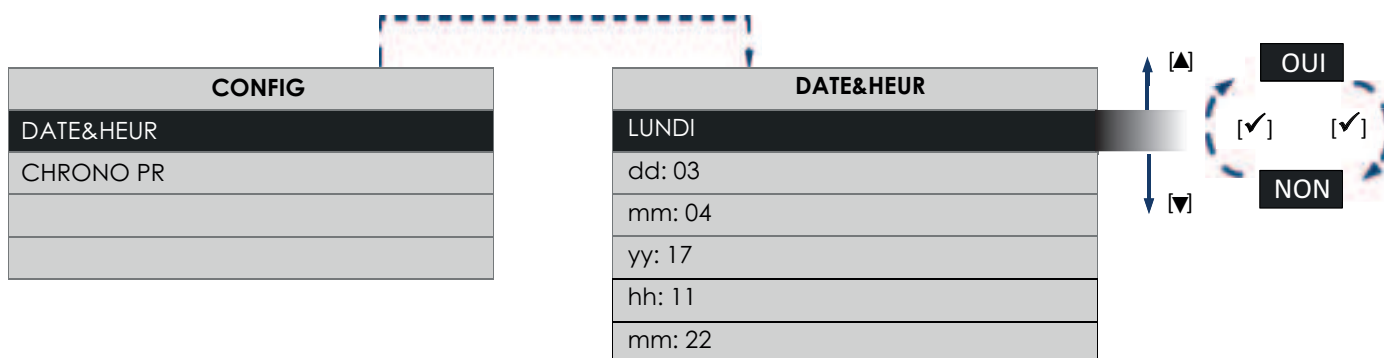 CONFIG
DATE&HEUR
CHRONO PR
DATE&HEUR
LUNDI
dd: 03
mm: 04
yy: 17
hh: 11
mm: 22
[▲]
[▼]
OUI
[✓] [✓]
NON